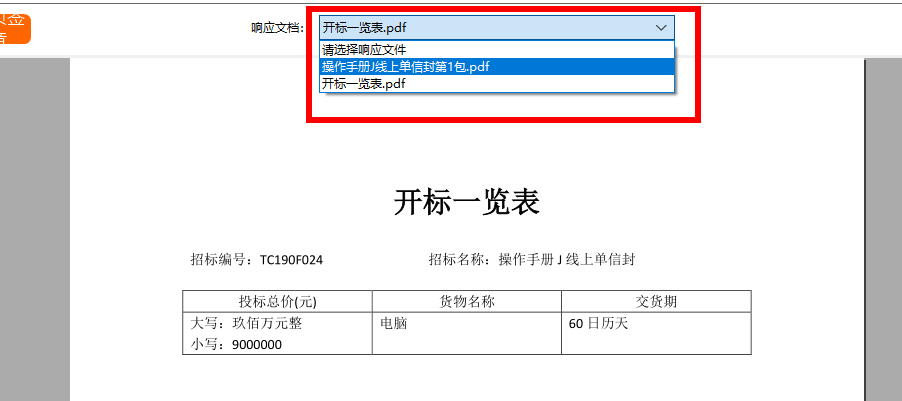 页签章
响应文档： 开标一览表.pdf
请选择响应文件
操作手册J线上单信封第1包.pdf
开标一览表.pdf
开标一览表
招标编号：TC190F024 招标名称：操作手册 J 线上单信封
投标总价(元) 货物名称 交货期
大写：玖佰万元整 电脑 60 日历天
小写：9000000